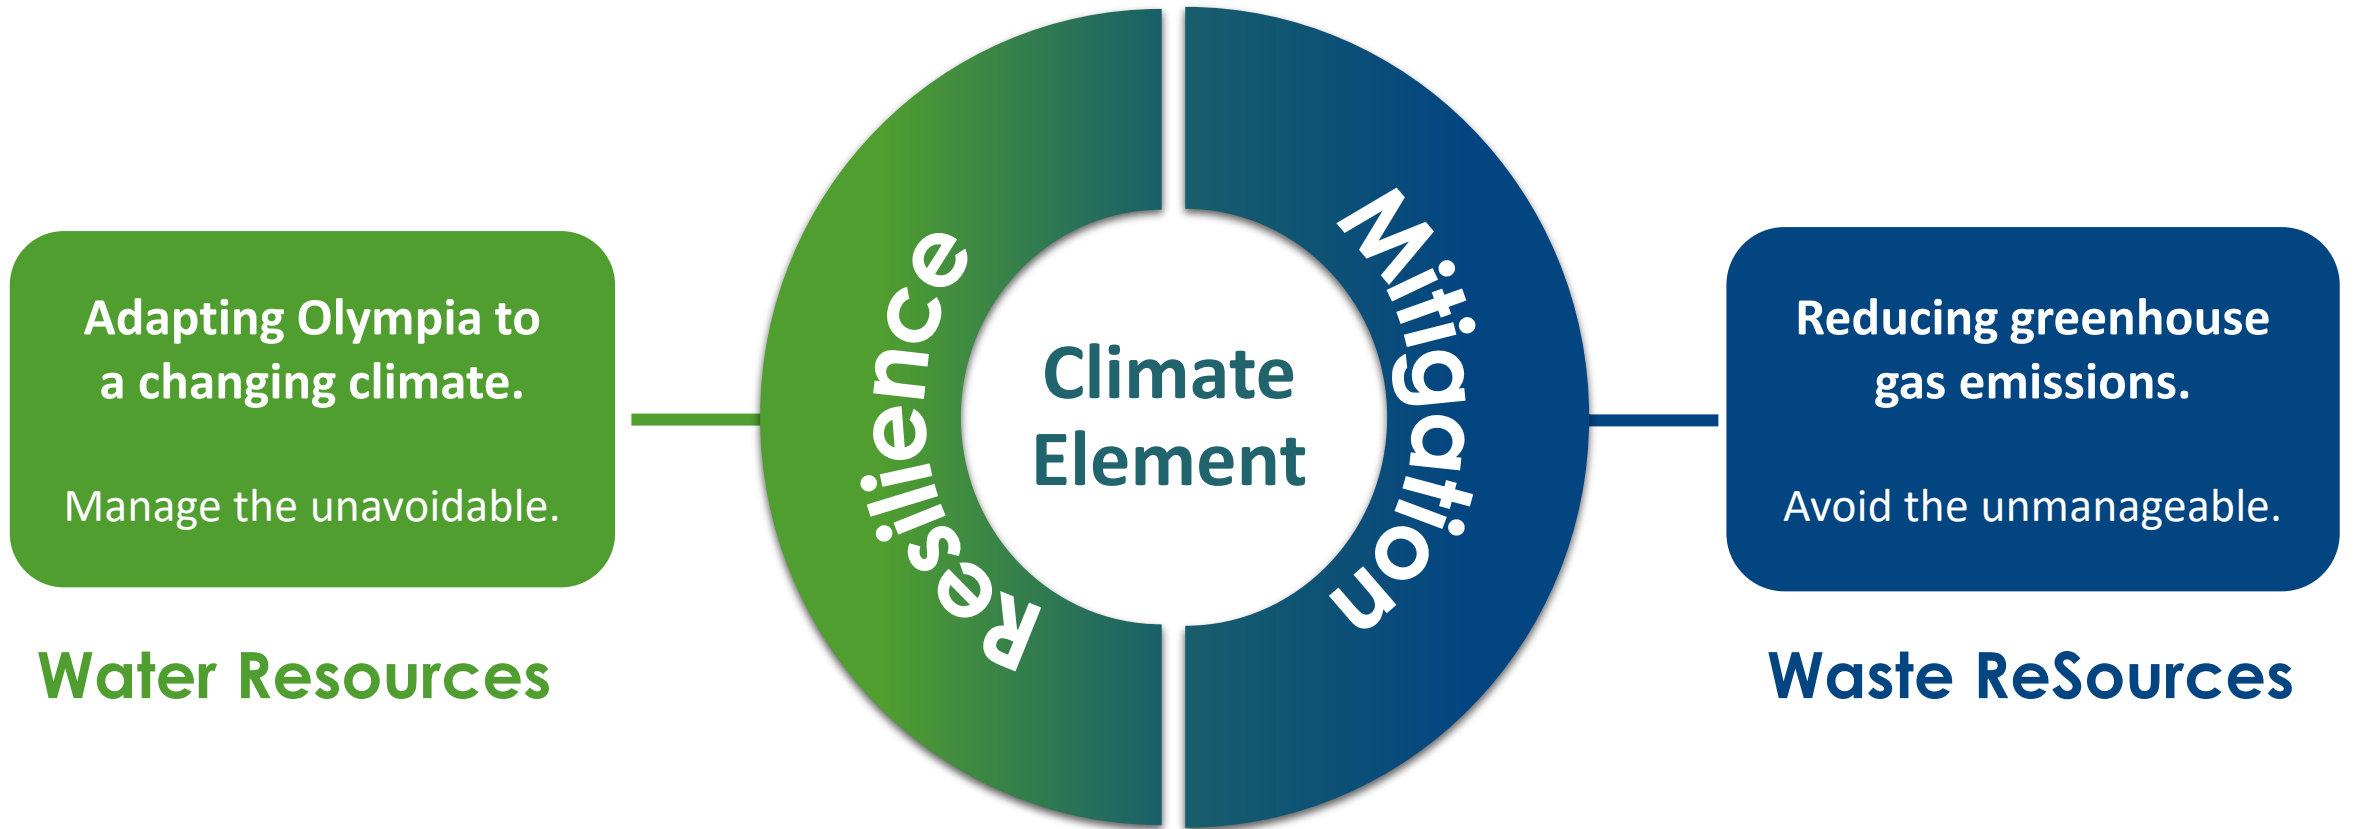 Adapting Olympia to
a changing climate.
Manage the unavoidable.
Water Resources
Resilience
Climate
Element
Mitigation
Reducing greenhouse
gas emissions.
Avoid the unmanageable.
Waste ReSources